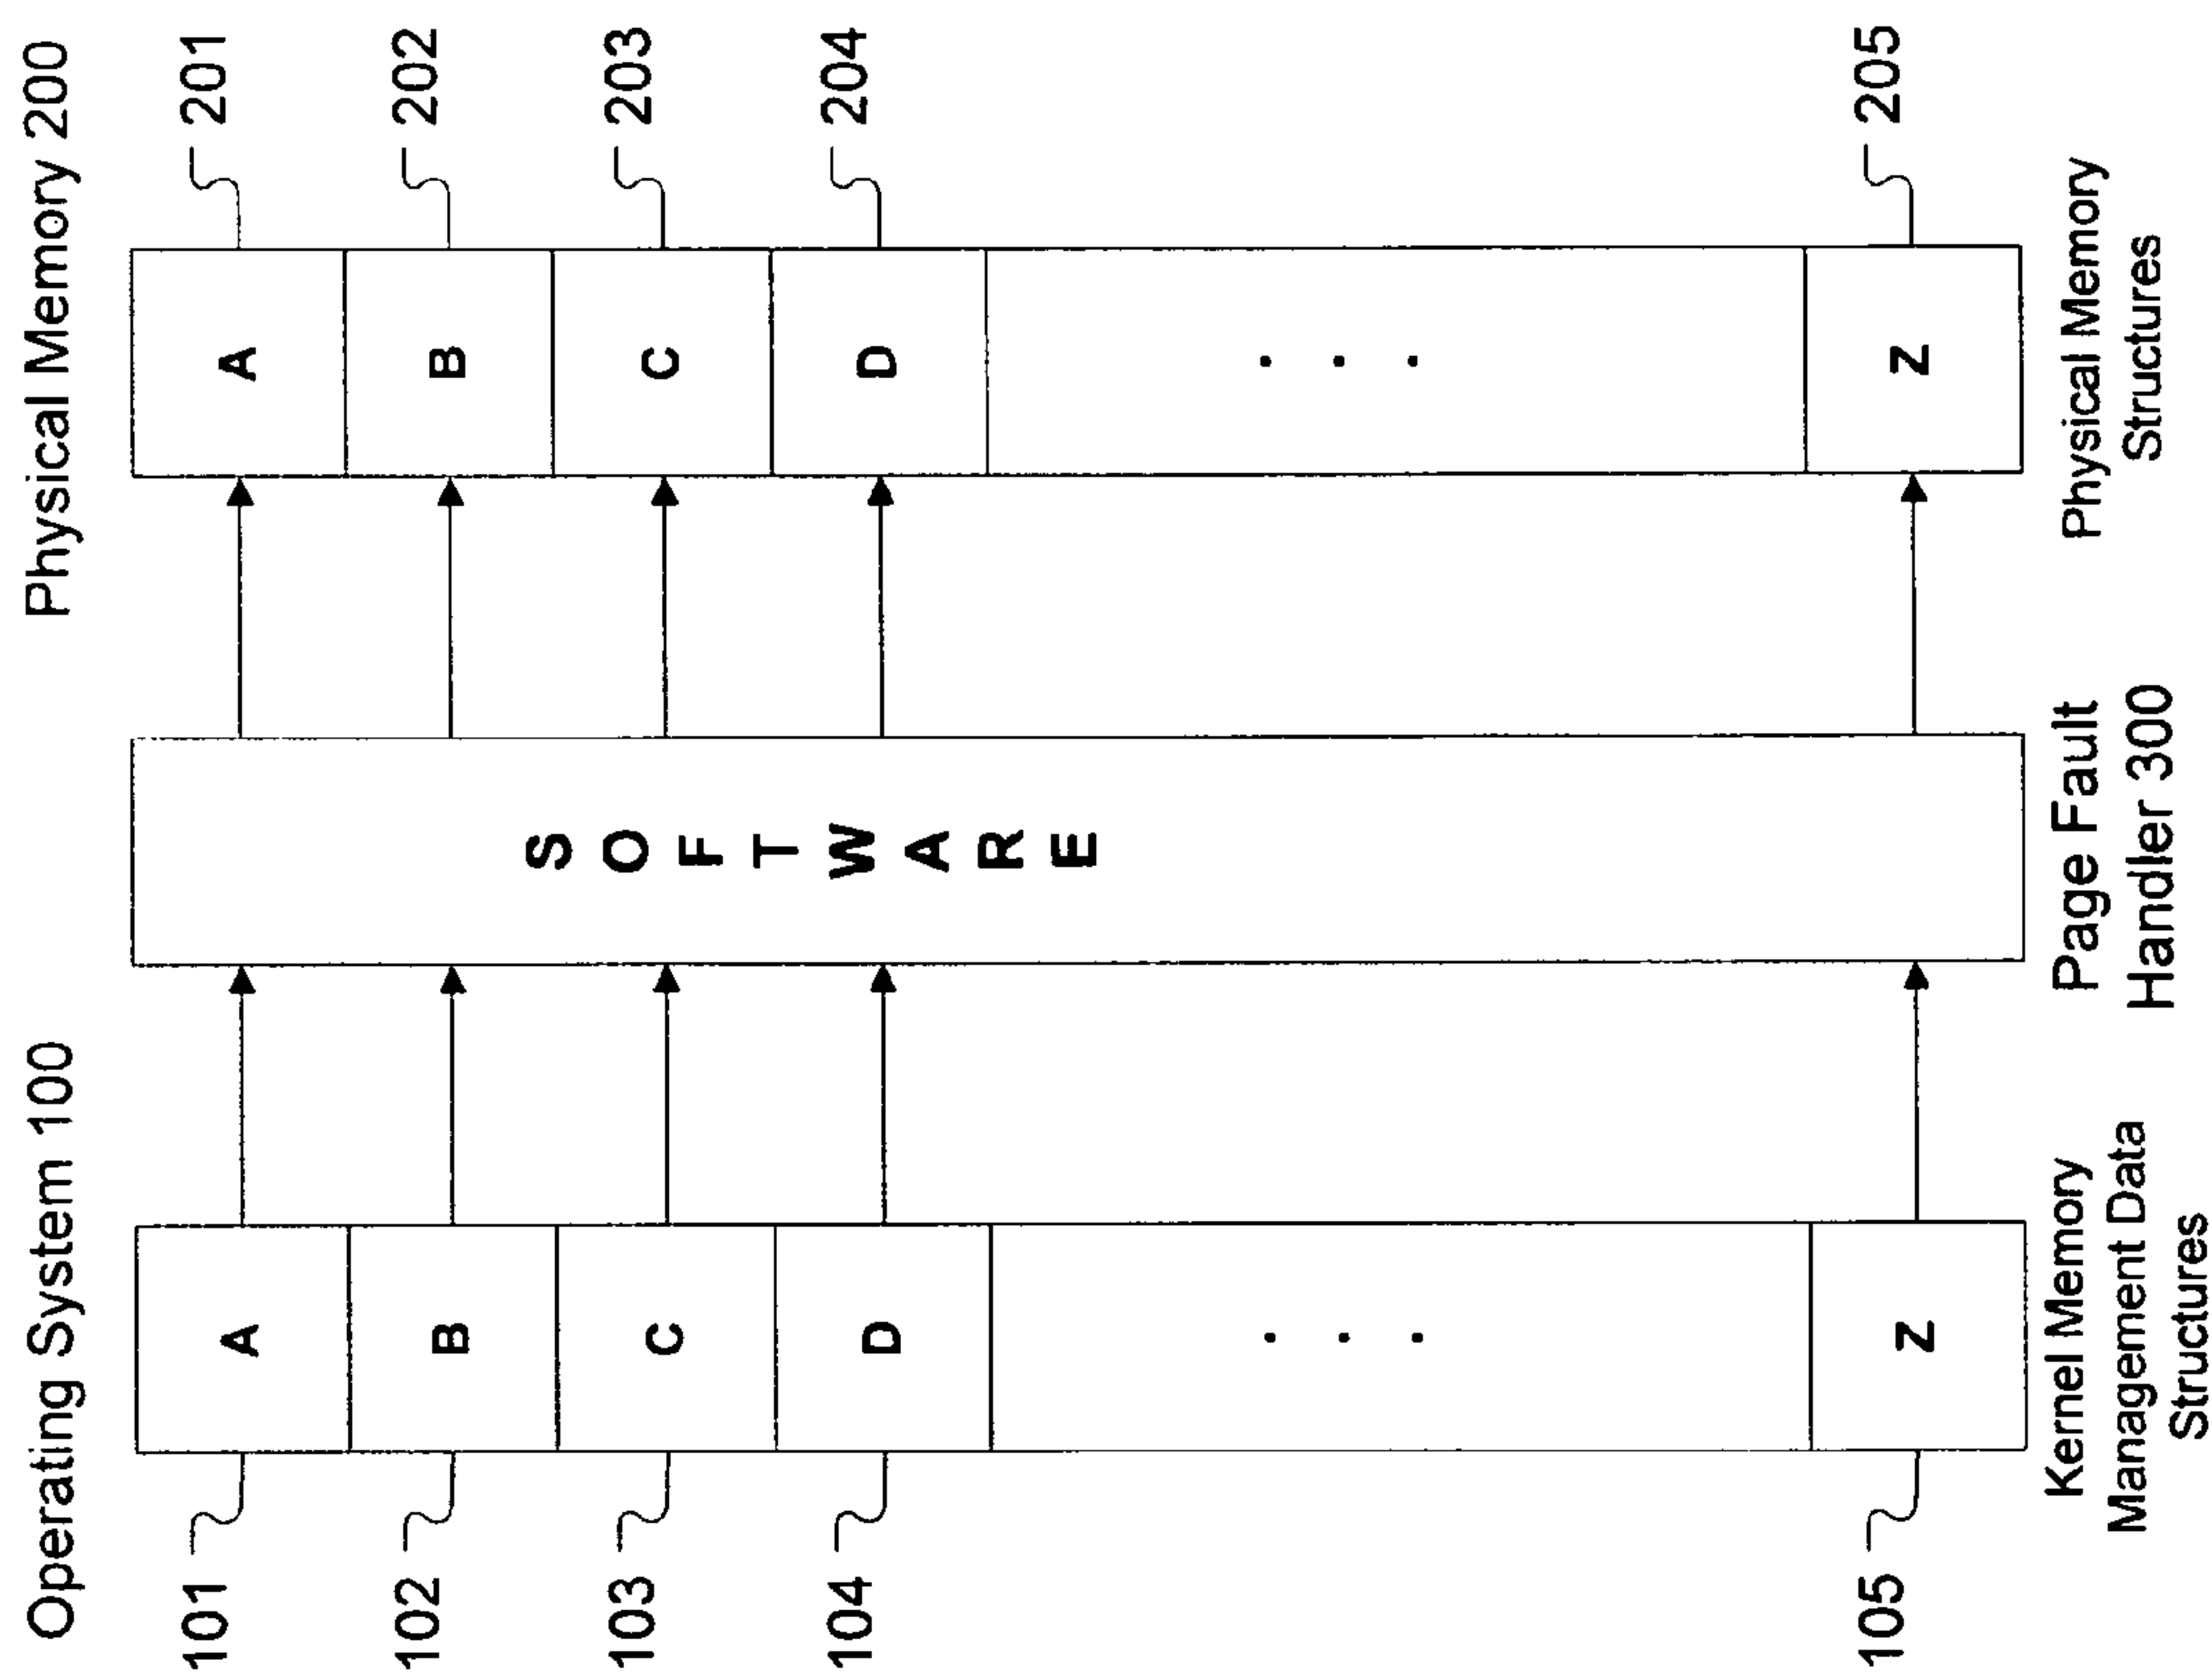 Operating System 100
Physical Memory 200
101
A
A
201
102
B
B
202
103
C
C
203
104
D
D
204
S
O
F
T
W
A
R
E
. . .
. . .
105
Z
Z
205
Kernel Memory
Management Data
Structures
Page Fault
Handler 300
Physical Memory
Structures